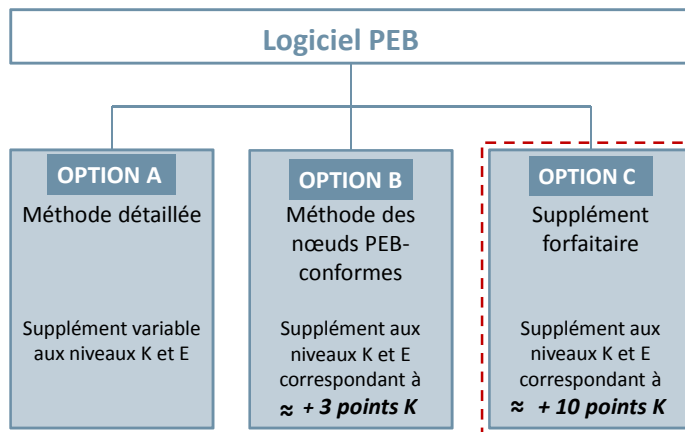 Logiciel PEB
OPTION A
Méthode détaillée
Supplément variable
aux niveaux K et E
OPTION B
Méthode des
nœuds PEB-
conformes
Supplément aux
niveaux K et E
correspondant à
≈ + 3 points K
OPTION C
Supplément
forfaitaire
Supplément aux
niveaux K et E
correspondant à
≈ + 10 points K